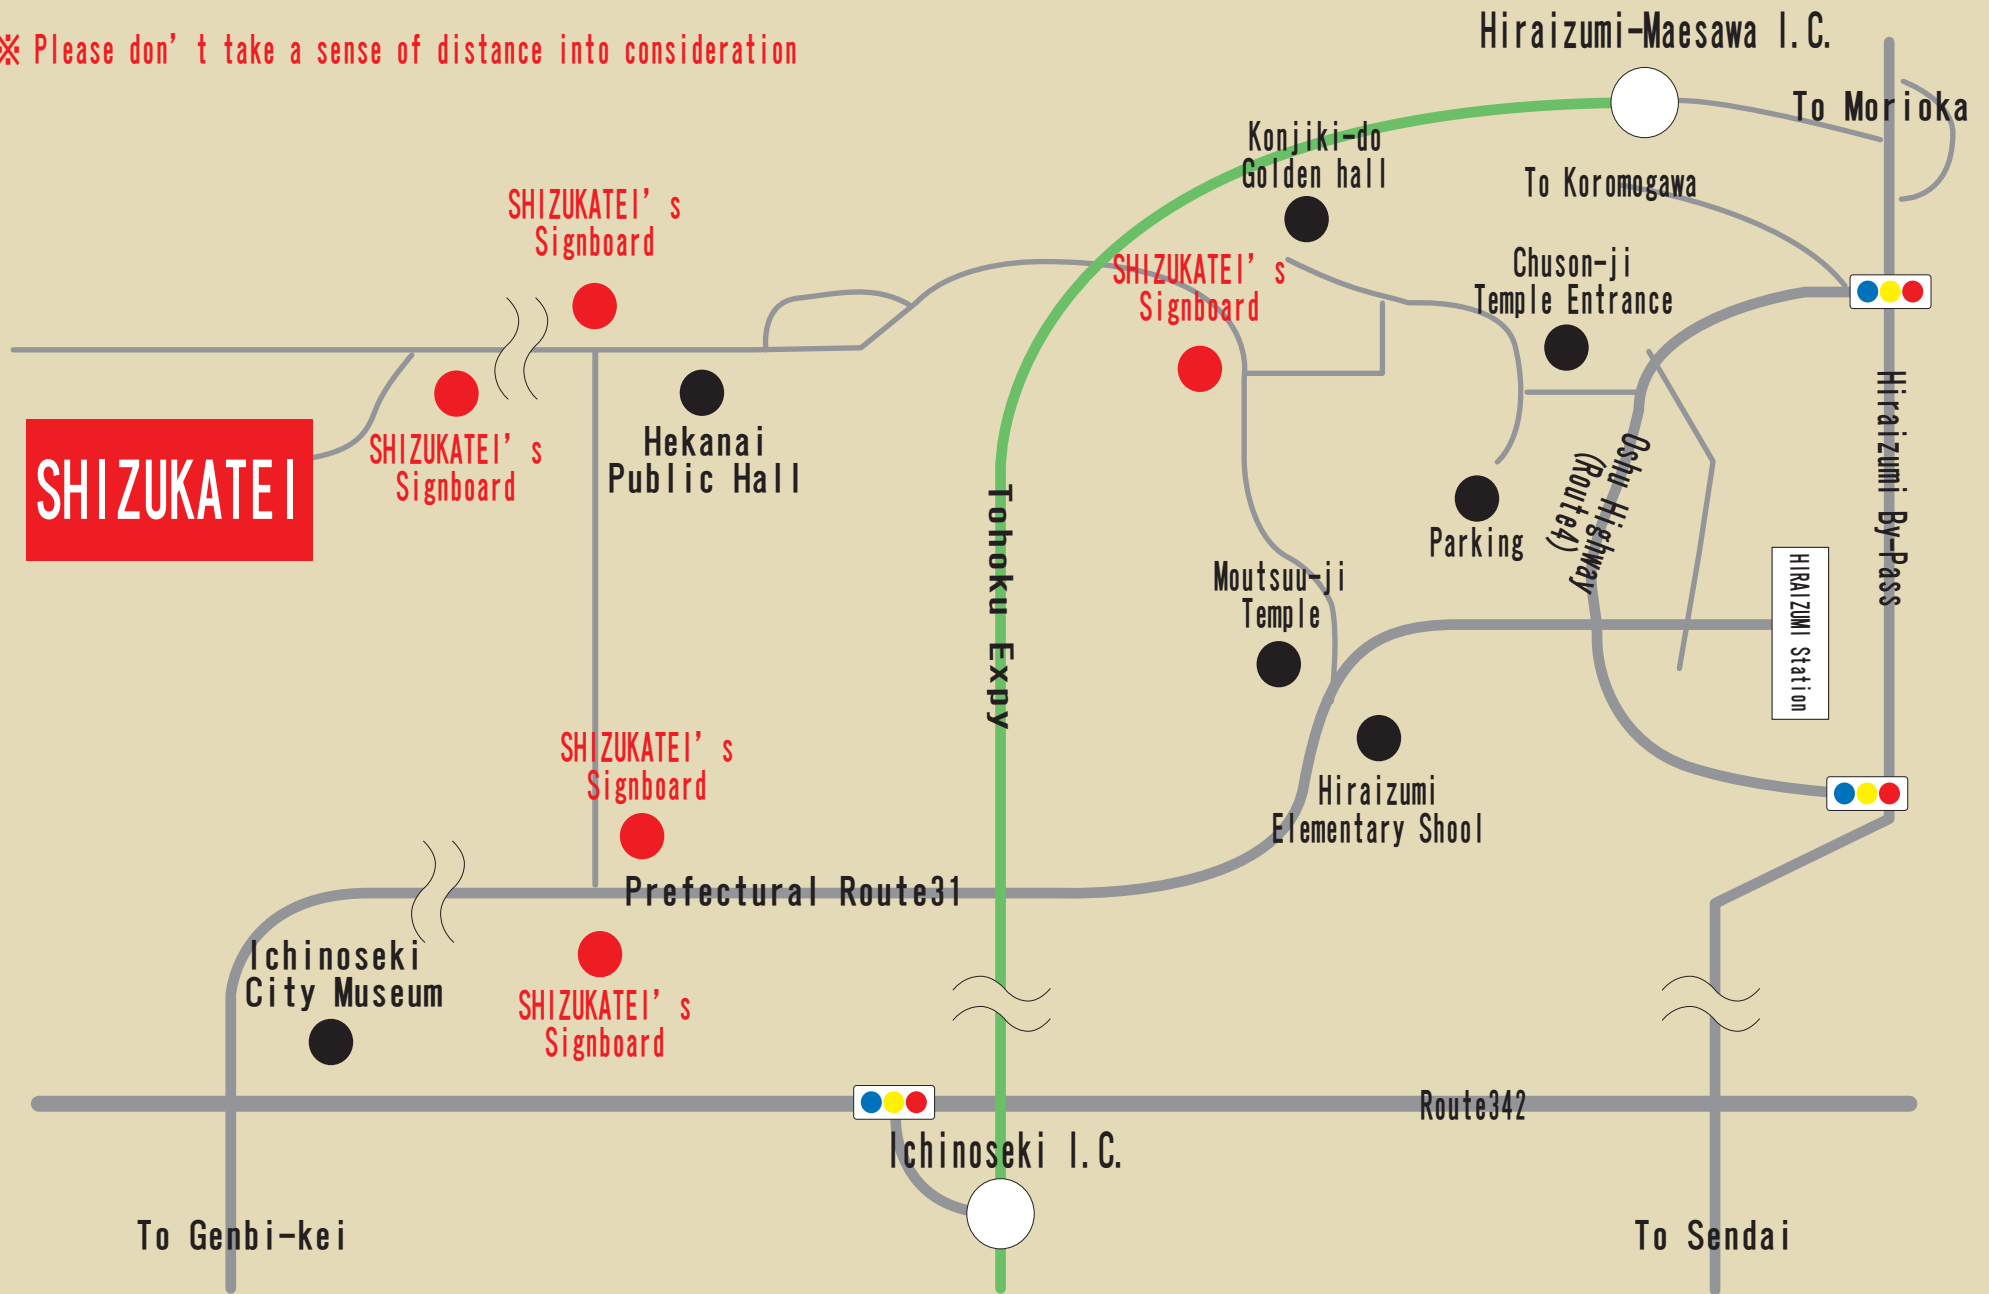 ※ Please don’t take a sense of distance into consideration
Hiraizumi-Maesawa I.C.
To Morioka
Konjiki-do
Golden hall
To Koromogawa
SHIZUKATEI’s
Signboard
SHIZUKATEI’s
Signboard
Chuson-ji
Temple Entrance
SHIZUKATEI
SHIZUKATEI’s
Signboard
Hekanai
Public Hall
Tohoku Expy
Parking
Oshu Highway
(Route4)
Hiraizumi By-Pass
HIRAIZUMI Station
Moutsuu-ji
Temple
SHIZUKATEI’s
Signboard
Hiraizumi
Elementary Shool
Prefectural Route31
Ichinoseki
City Museum
SHIZUKATEI’s
Signboard
Route342
Ichinoseki I.C.
To Genbi-kei
To Sendai